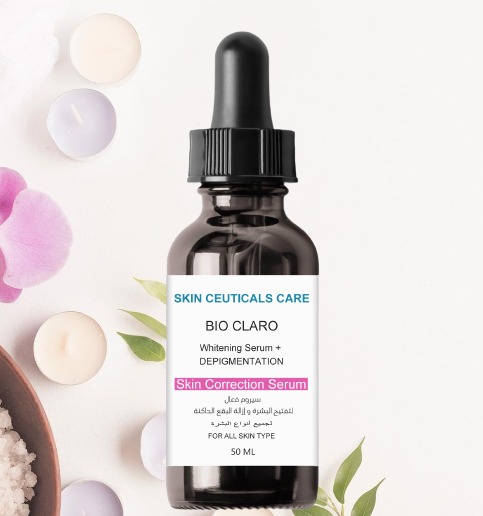 SKIN CEUTICALS CARE
BIO CLARO
Whitening Serum +
DEPIGMENTATION
Skin Correction Serum
سيروم فعال
لتفتيح البشرة و إزالة البقع الداكنة
لجميع أنواع البشرة
FOR ALL SKIN TYPE
50 ML